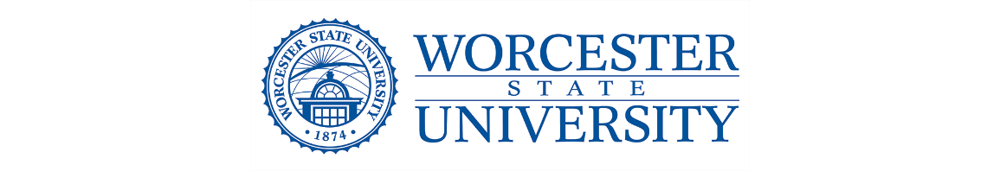 WORCESTER STATE UNIVERSITY
• 1874 •
WORCESTER
STATE
UNIVERSITY